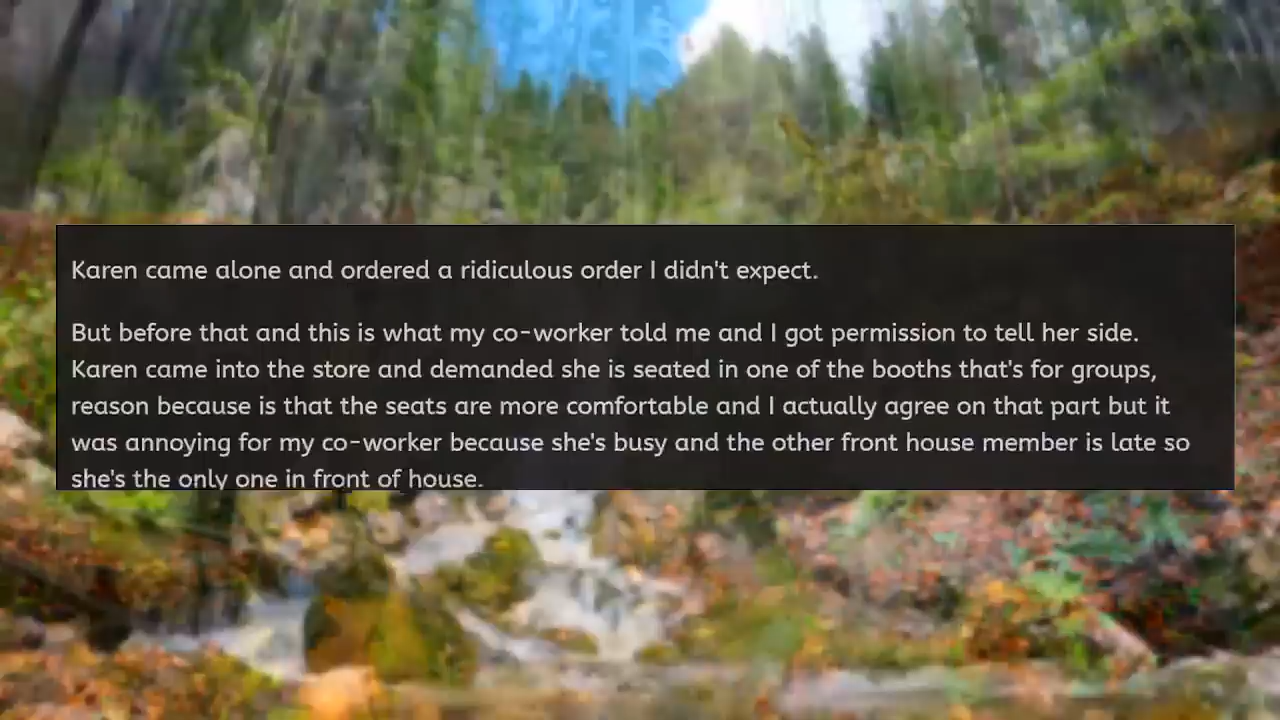 Karen came alone and ordered a ridiculous order I didn't expect.
But before that and this is what my co-worker told me and I got permission to tell her side.
Karen came into the store and demanded she is seated in one of the booths that's for groups,
reason because is that the seats are more comfortable and I actually agree on that part but it
was annoying for my co-worker because she's busy and the other front house member is late so
she's the only one in front of house.